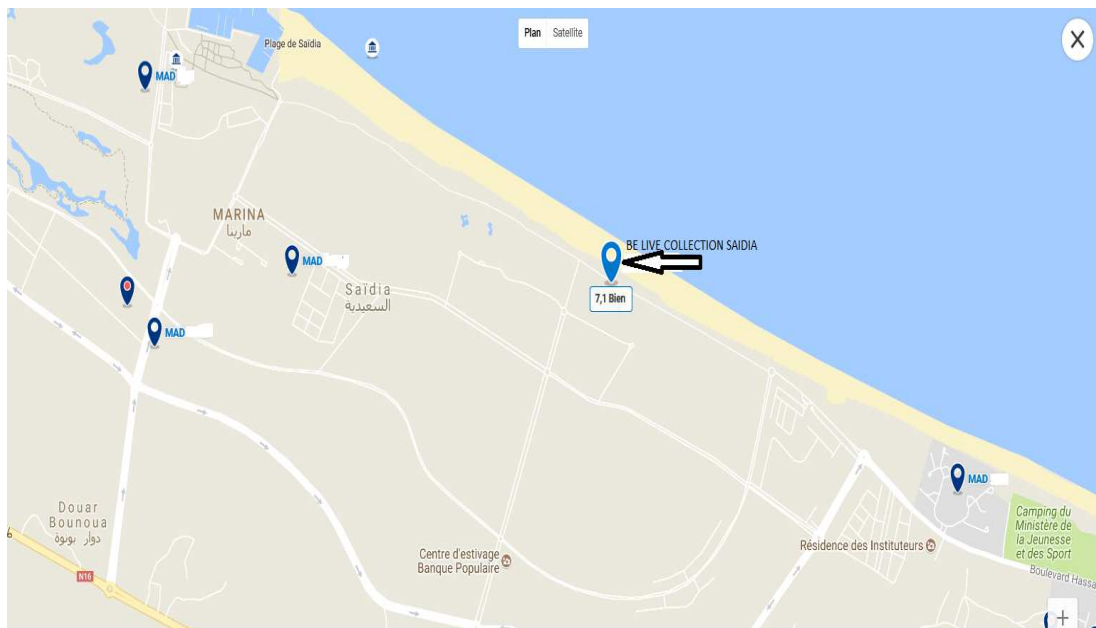 Plan Satellite
Plage de Saïdia
X
MAD
MARINA
مارينا
BE LIVE COLLECTION SAIDIA
MAD
Saïdia
السعيدية
7,1 Bien
MAD
MAD
Douar
Bounoua
دوار بونوة
Camping du
Ministère de
la Jeunesse
et des Sport
Résidence des Instituteurs
Centre d'estivage
Banque Populaire
N16
Boulevard Hassa
+